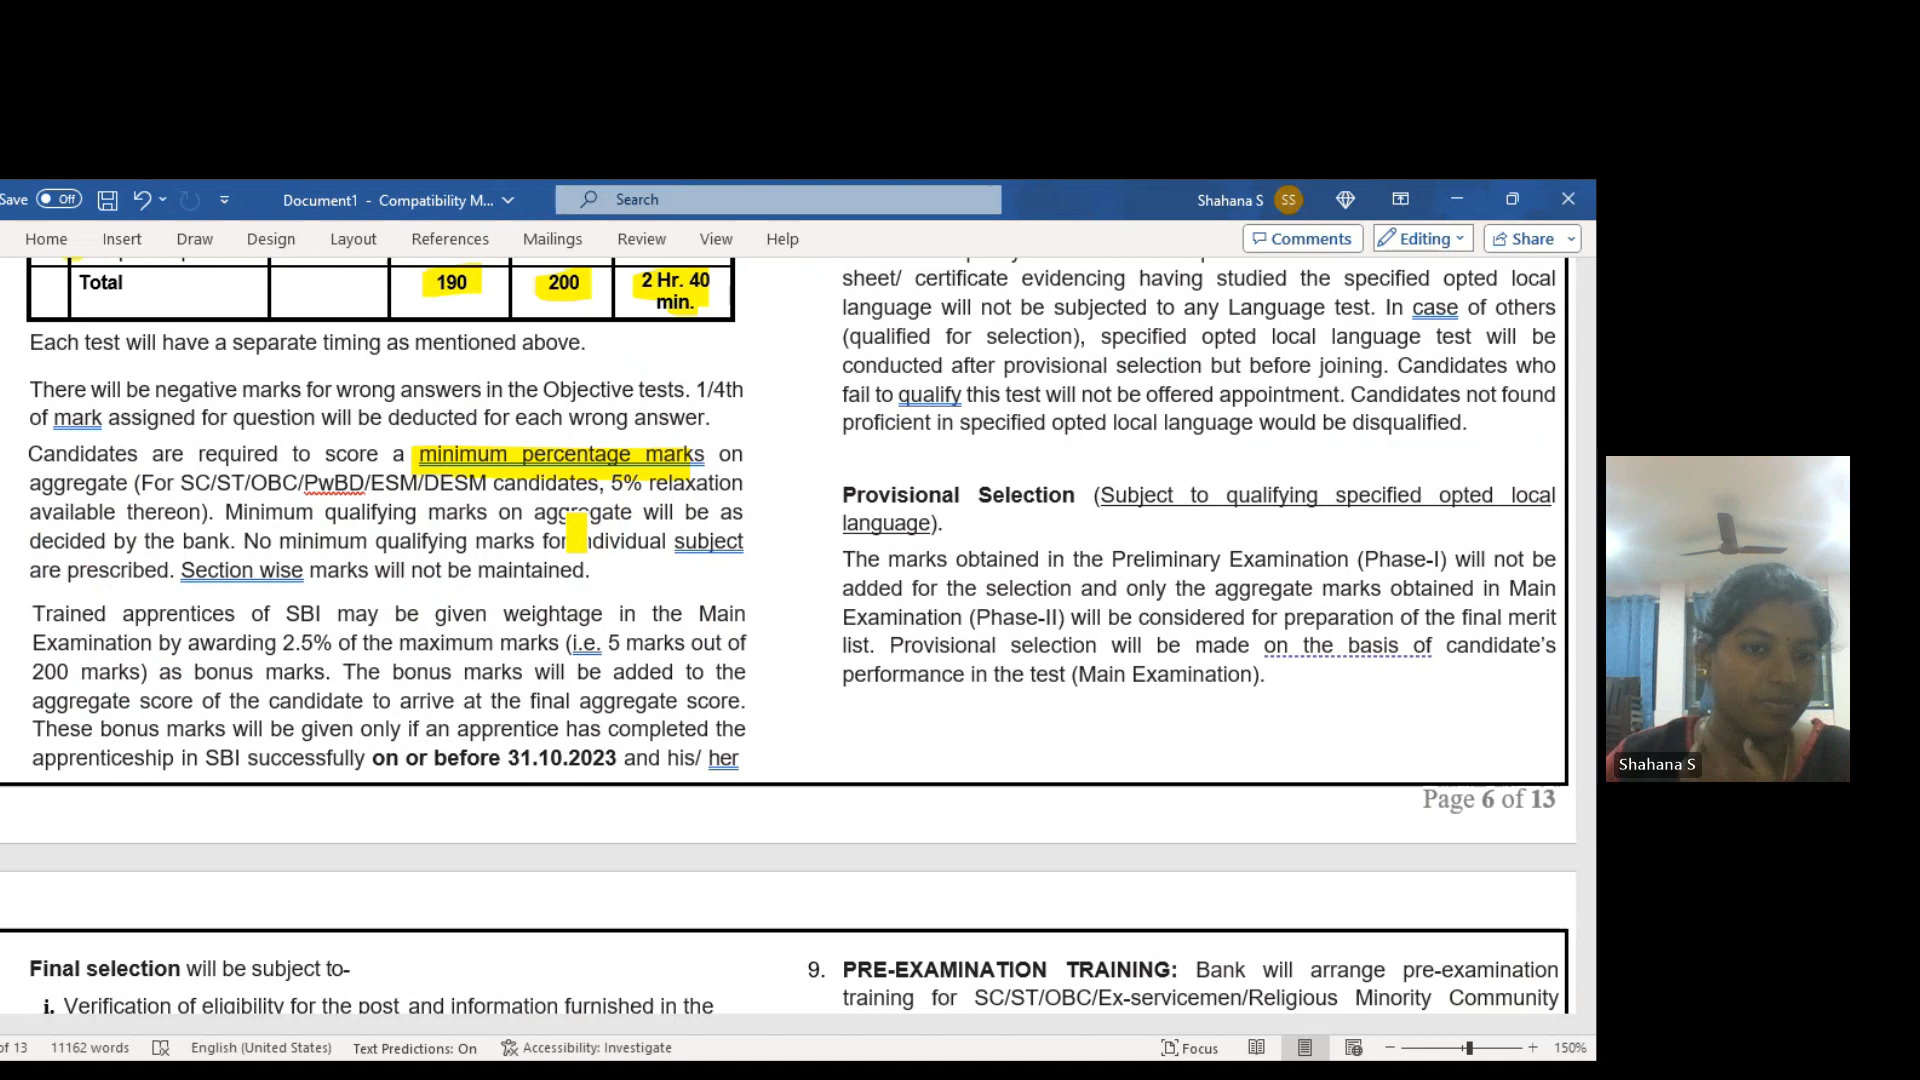 Save Off Document1 - Compatibility M... Search Shahana S SS
Home Insert Draw Design Layout References Mailings Review View Help Comments Editing Share
Total 190 200 2 Hr. 40
min.
Each test will have a separate timing as mentioned above.
There will be negative marks for wrong answers in the Objective tests. 1/4th
of mark assigned for question will be deducted for each wrong answer.
Candidates are required to score a minimum percentage marks on
aggregate (For SC/ST/OBC/PwBD/ESM/DESM candidates, 5% relaxation
available thereon). Minimum qualifying marks on aggregate will be as
decided by the bank. No minimum qualifying marks for individual subject
are prescribed. Section wise marks will not be maintained.
Trained apprentices of SBI may be given weightage in the Main
Examination by awarding 2.5% of the maximum marks (i.e. 5 marks out of
200 marks) as bonus marks. The bonus marks will be added to the
aggregate score of the candidate to arrive at the final aggregate score.
These bonus marks will be given only if an apprentice has completed the
apprenticeship in SBI successfully on or before 31.10.2023 and his/ her
sheet/ certificate evidencing having studied the specified opted local
language will not be subjected to any Language test. In case of others
(qualified for selection), specified opted local language test will be
conducted after provisional selection but before joining. Candidates who
fail to qualify this test will not be offered appointment. Candidates not found
proficient in specified opted local language would be disqualified.
Provisional Selection (Subject to qualifying specified opted local
language).
The marks obtained in the Preliminary Examination (Phase-I) will not be
added for the selection and only the aggregate marks obtained in Main
Examination (Phase-II) will be considered for preparation of the final merit
list. Provisional selection will be made on the basis of candidate's
performance in the test (Main Examination).
Page 6 of 13
Final selection will be subject to-
i. Verification of eligibility for the post and information furnished in the
9. PRE-EXAMINATION TRAINING: Bank will arrange pre-examination
training for SC/ST/OBC/Ex-servicemen/Religious Minority Community
of 13 11162 words English (United States) Text Predictions: On Accessibility: Investigate Focus 150%
Shahana S